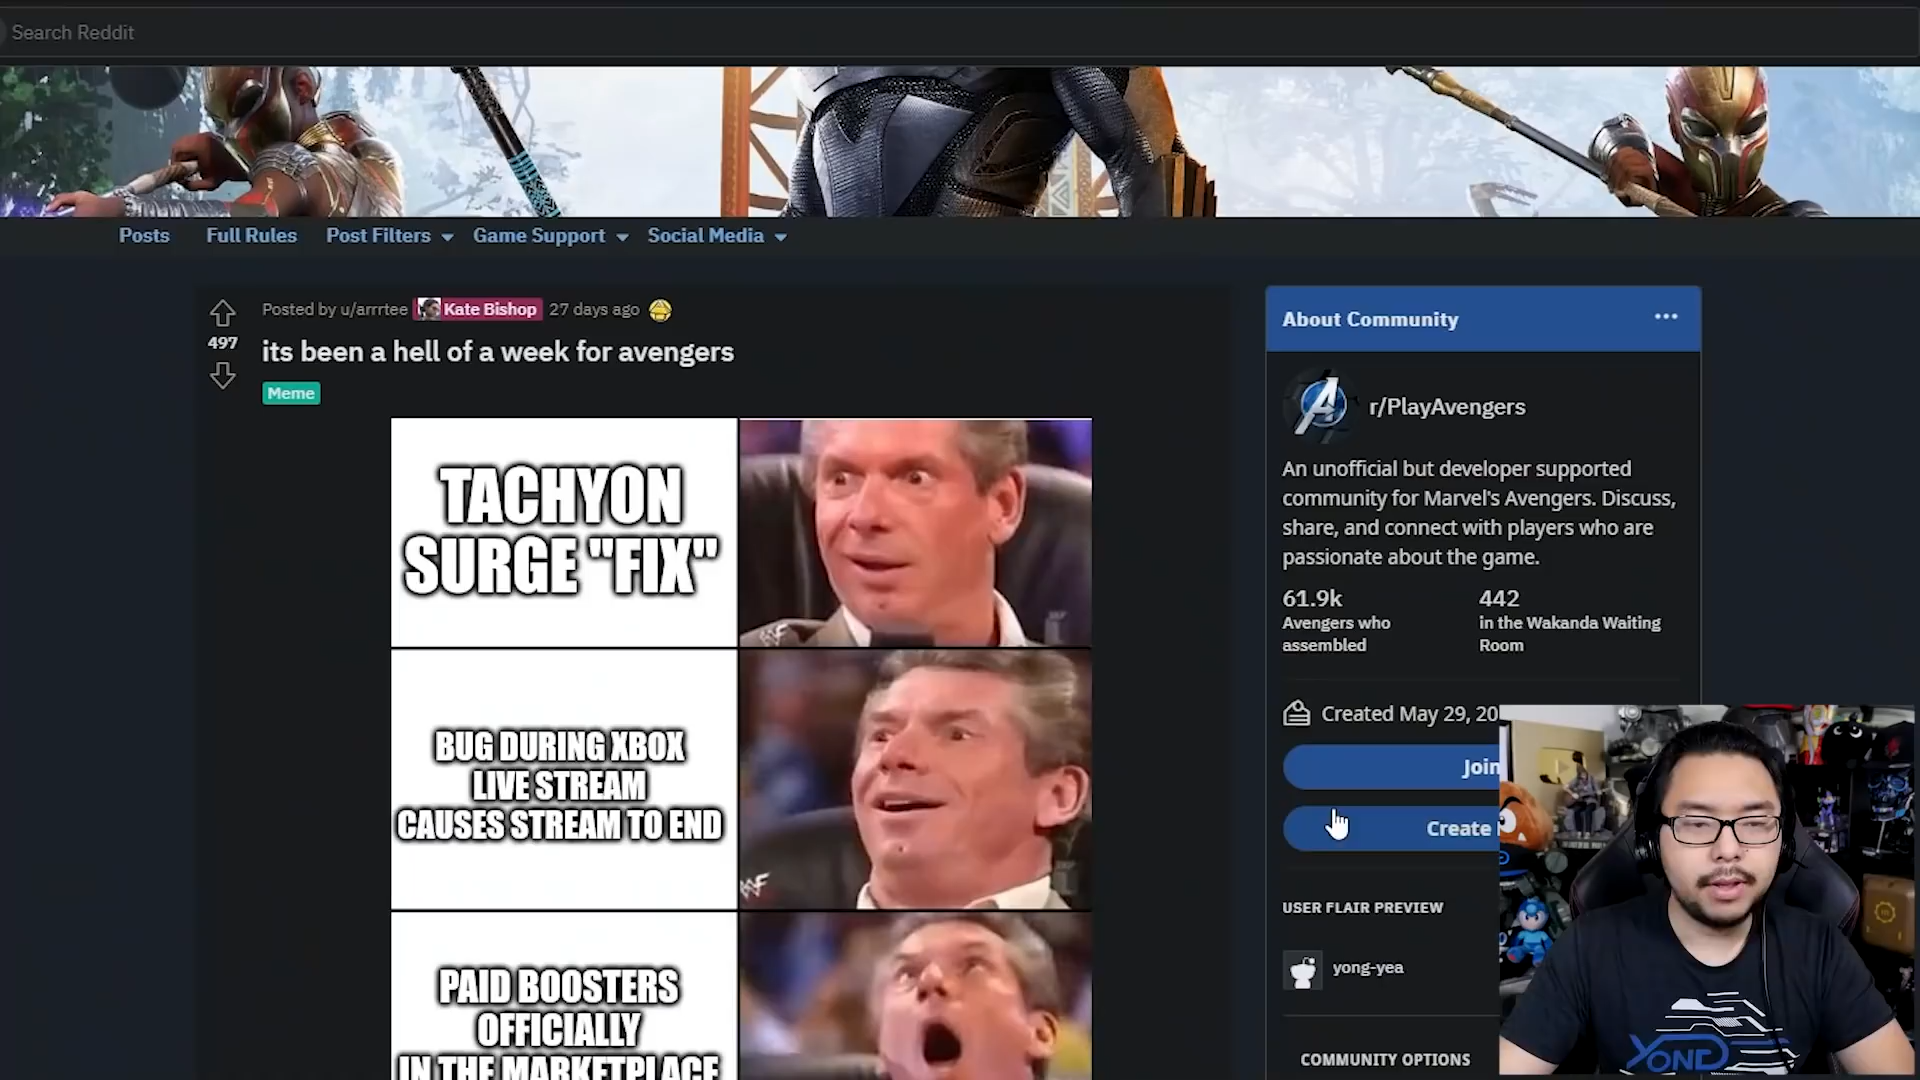 Search Reddit
Posts Full Rules Post Filters Game Support Social Media
Posted by u/arrrtee Kate Bishop 27 days ago
497
its been a hell of a week for avengers
Meme
TACHYON
SURGE "FIX"
BUG DURING XBOX
LIVE STREAM
CAUSES STREAM TO END
PAID BOOSTERS
OFFICIALLY
IN THE MARKETPLACE
About Community
r/PlayAvengers
An unofficial but developer supported
community for Marvel's Avengers. Discuss,
share, and connect with players who are
passionate about the game.
61.9k 442
Avengers who in the Wakanda Waiting
assembled Room
Created May 29, 20
Join
Create
USER FLAIR PREVIEW
yong-yea
COMMUNITY OPTIONS
YONG